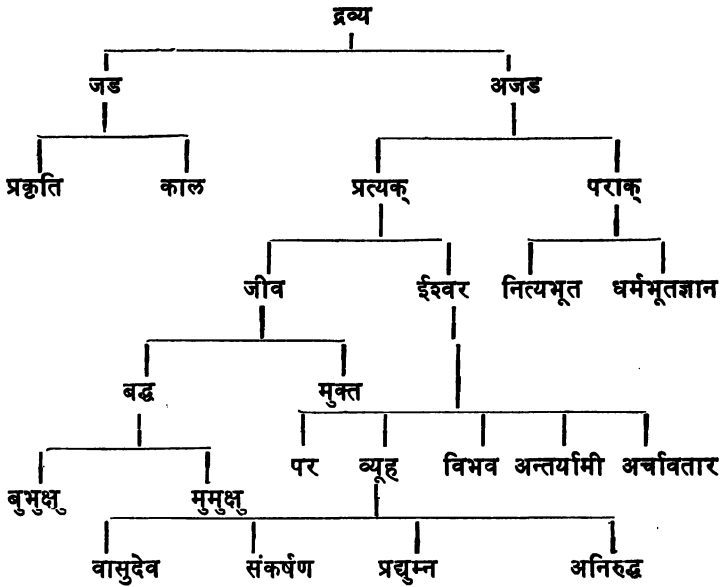 द्रव्य
जड अजड
प्रकृति काल प्रत्यक् पराक्
जीव ईश्वर नित्यभूत धर्मभूतज्ञान
बद्ध मुक्त
पर व्यूह विभव अन्तर्यामी अर्चावतार
बुभुक्षु मुमुक्षु
वासुदेव संकर्षण प्रद्युम्न अनिरुद्ध